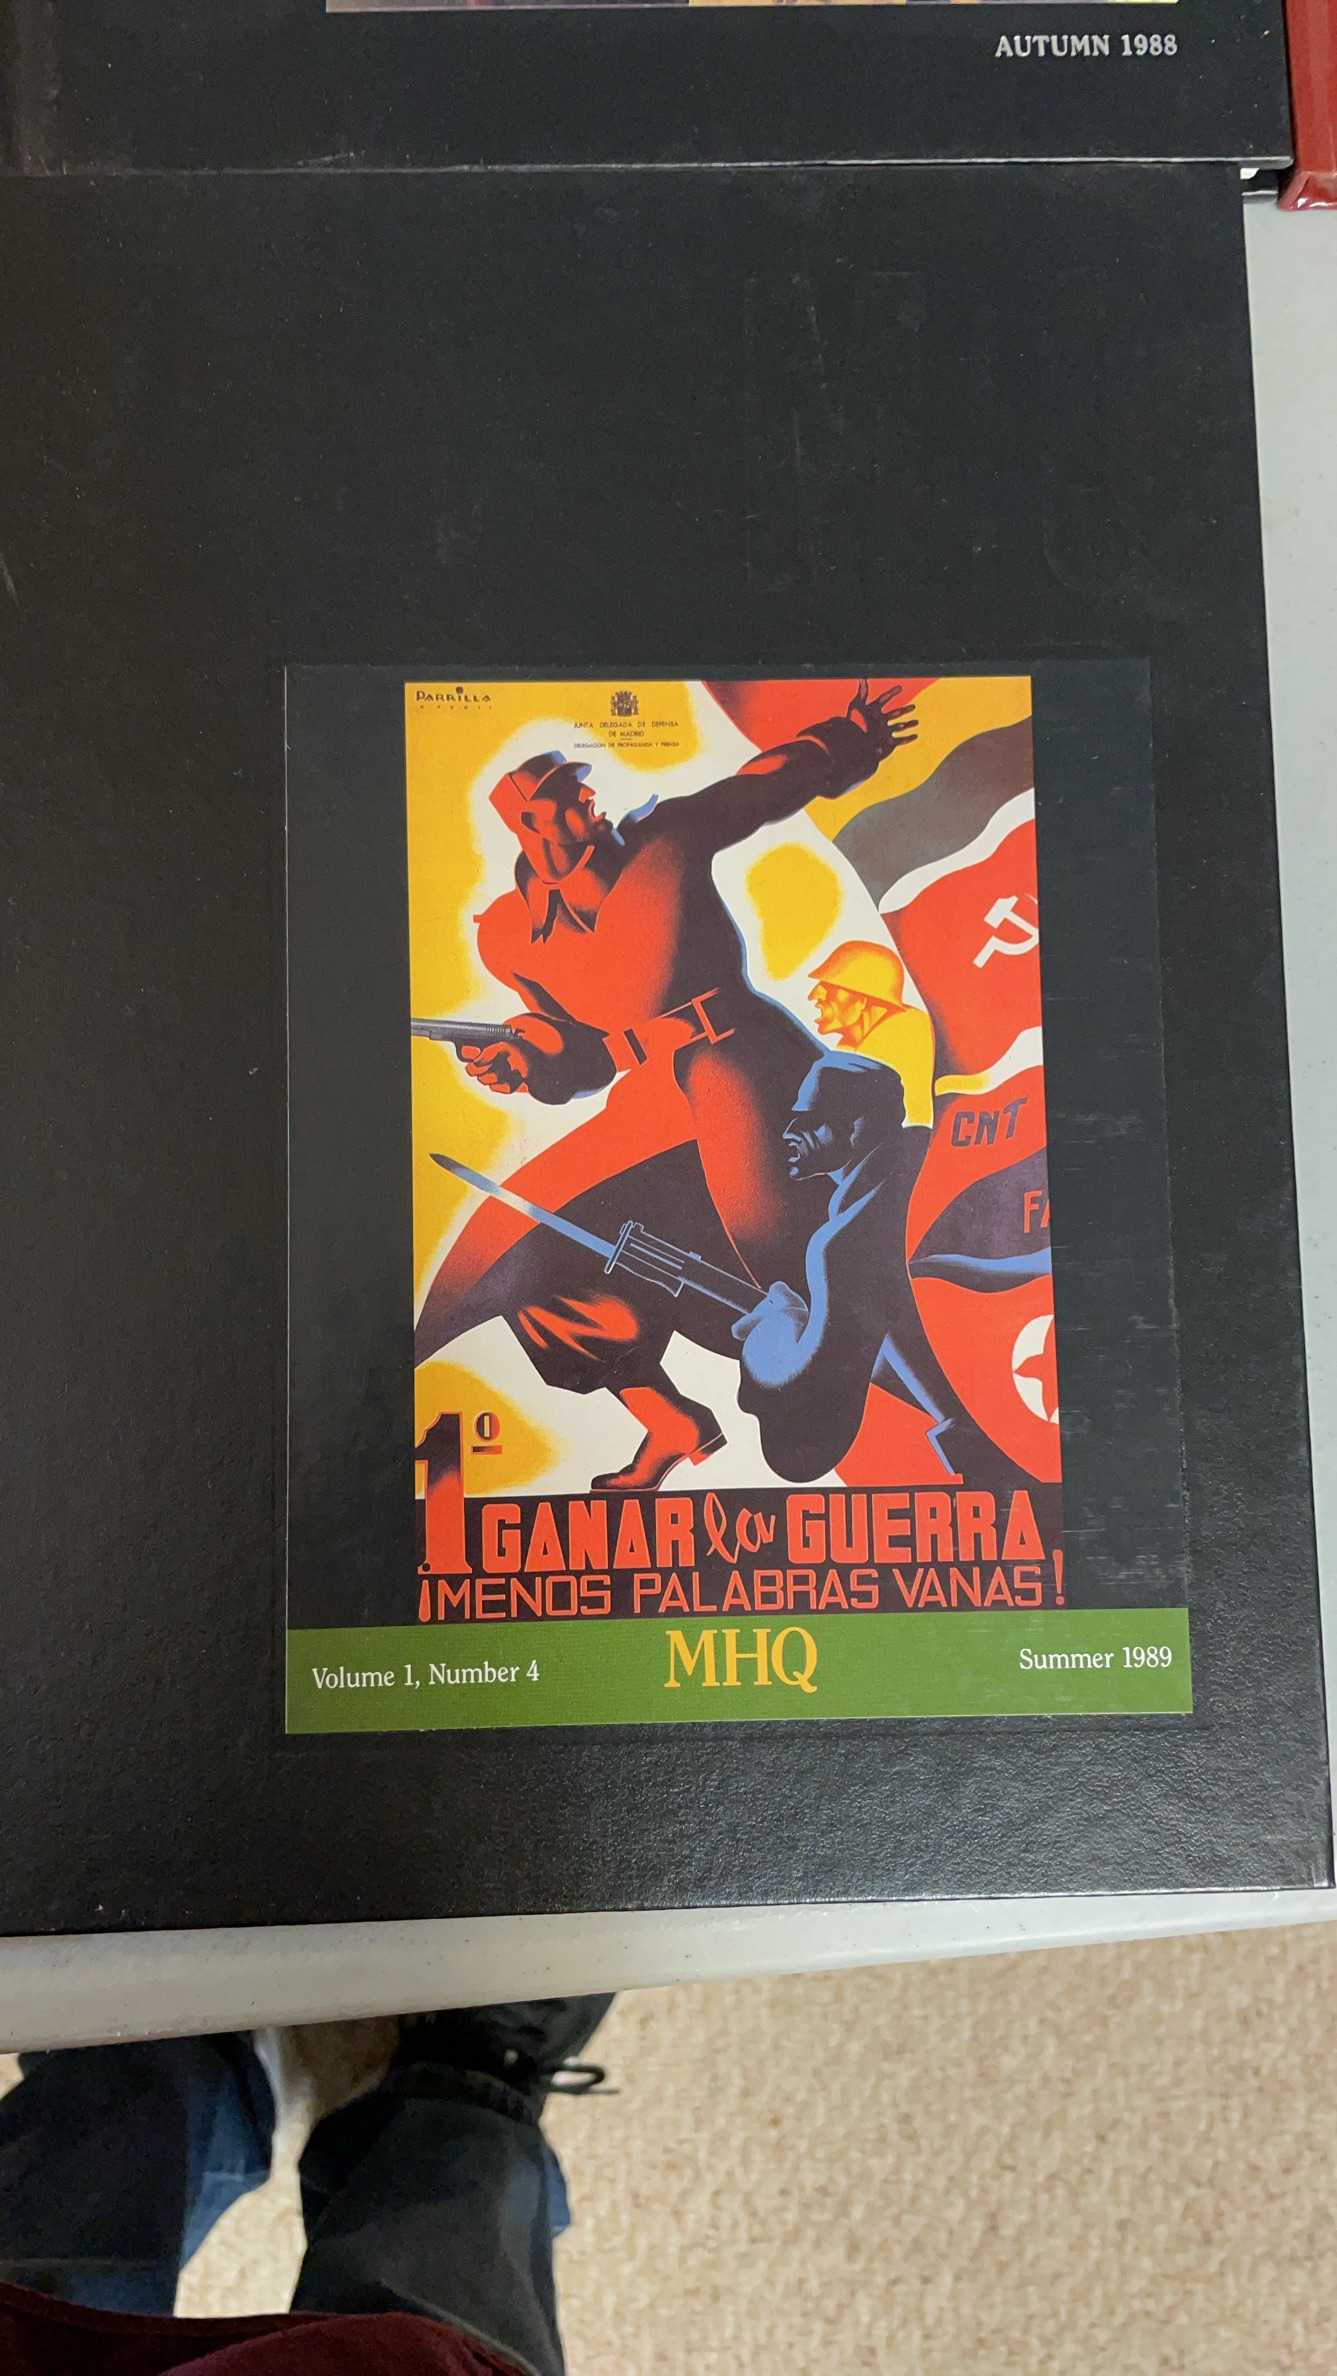 AUTUMN 1988
PARRILLA
JUNTA DELEGADA DE DEFENSA
DE MADRID
DELEGACION DE PROPAGANDA Y PRENSA
CNT
FA
1º GANAR la GUERRA
¡MENOS PALABRAS VANAS!
Volume 1, Number 4 MHQ Summer 1989